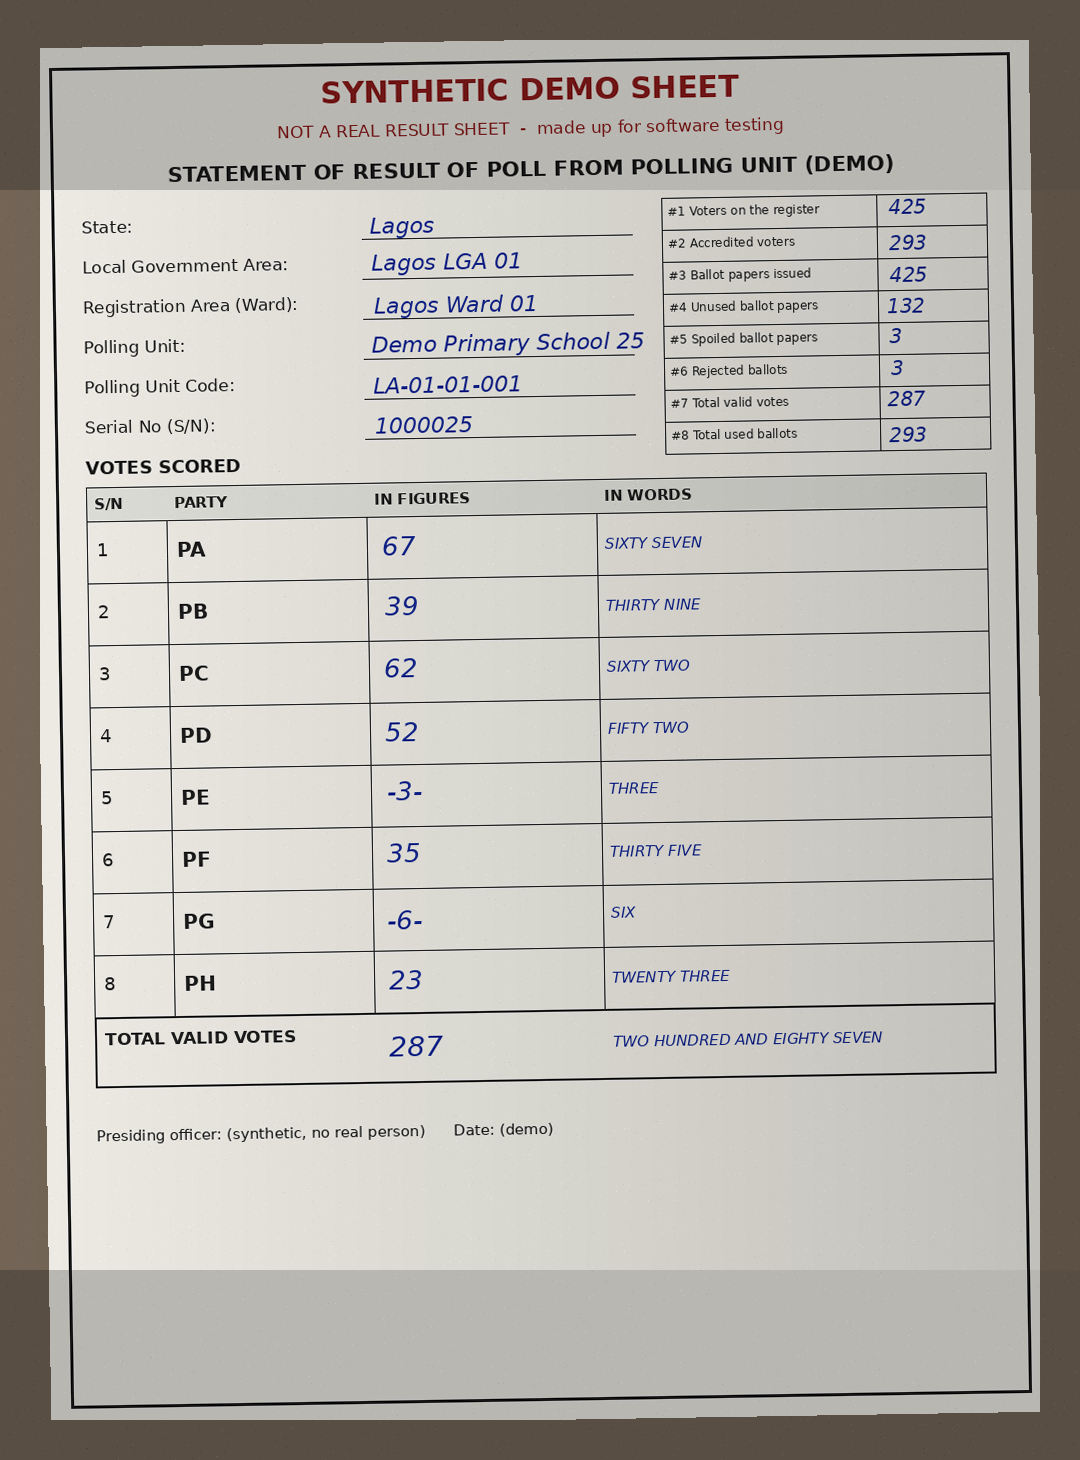 SYNTHETIC DEMO SHEET
NOT A REAL RESULT SHEET - made up for software testing
STATEMENT OF RESULT OF POLL FROM POLLING UNIT (DEMO)
State: Lagos
Local Government Area: Lagos LGA 01
Registration Area (Ward): Lagos Ward 01
Polling Unit: Demo Primary School 25
Polling Unit Code: LA-01-01-001
Serial No (S/N): 1000025
#1 Voters on the register 425
#2 Accredited voters 293
#3 Ballot papers issued 425
#4 Unused ballot papers 132
#5 Spoiled ballot papers 3
#6 Rejected ballots 3
#7 Total valid votes 287
#8 Total used ballots 293
VOTES SCORED
S/N PARTY IN FIGURES IN WORDS
1 PA 67 SIXTY SEVEN
2 PB 39 THIRTY NINE
3 PC 62 SIXTY TWO
4 PD 52 FIFTY TWO
5 PE -3- THREE
6 PF 35 THIRTY FIVE
7 PG -6- SIX
8 PH 23 TWENTY THREE
TOTAL VALID VOTES 287 TWO HUNDRED AND EIGHTY SEVEN
Presiding officer: (synthetic, no real person) Date: (demo)